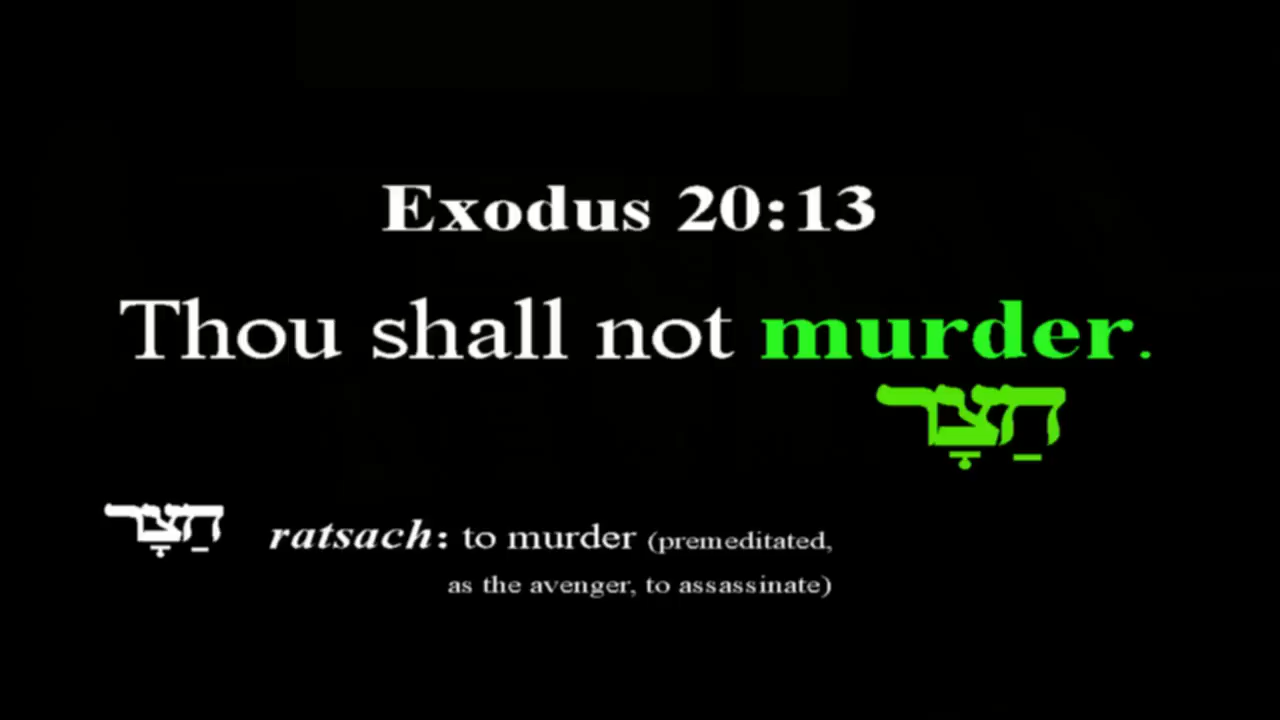 Exodus 20:13
Thou shall not murder.
חַצָר
חַצָר ratsach: to murder (premeditated,
as the avenger, to assassinate)